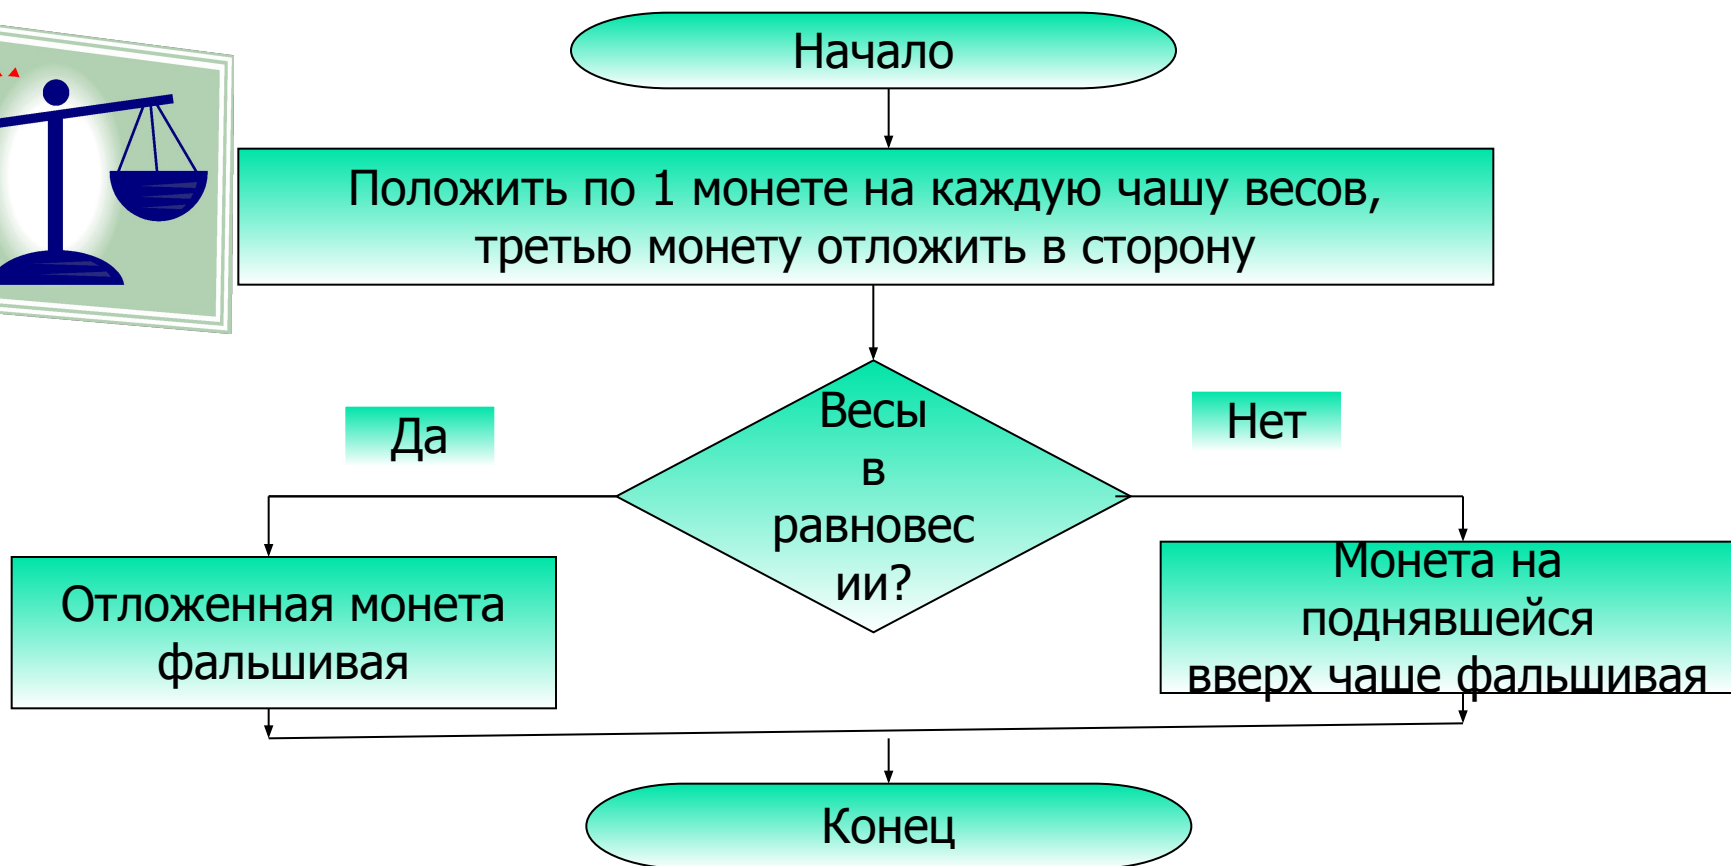 Начало
Положить по 1 монете на каждую чашу весов,
третью монету отложить в сторону
Весы
в
равновес
ии?
Да
Нет
Отложенная монета
фальшивая
Монета на
поднявшейся
вверх чаше фальшивая
Конец